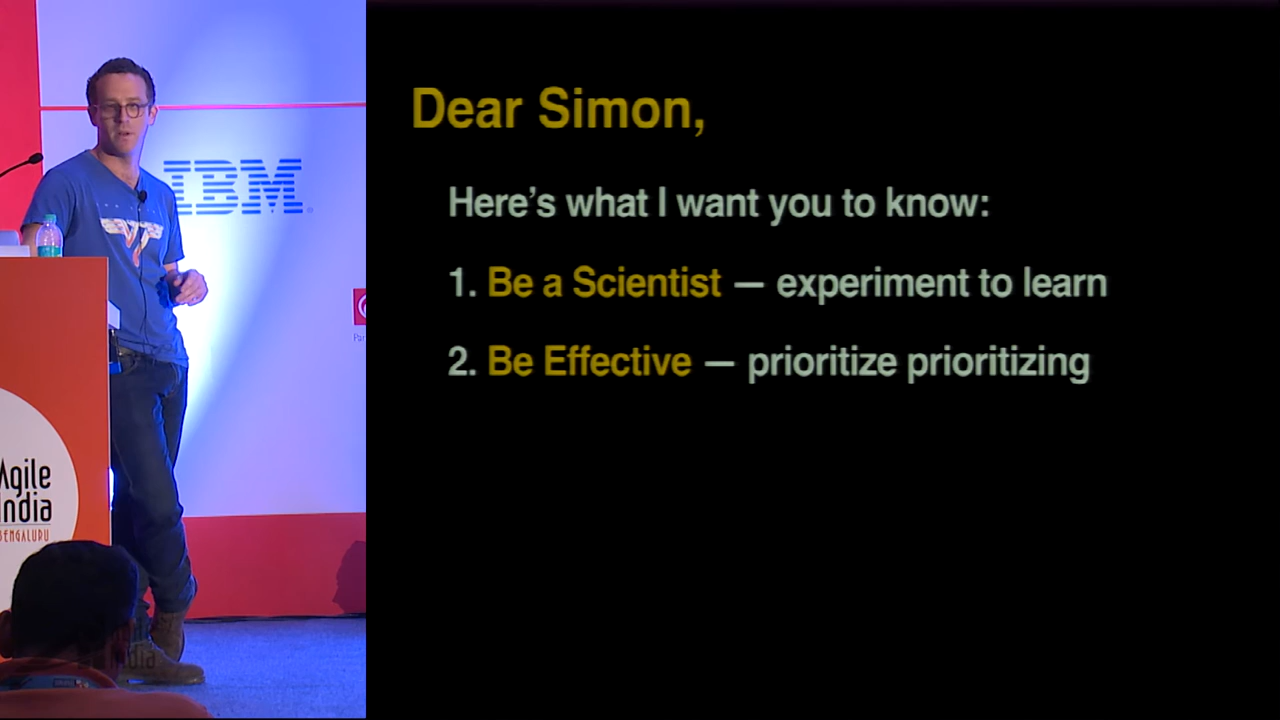 Dear Simon,
Here's what I want you to know:
1. Be a Scientist — experiment to learn
2. Be Effective — prioritize prioritizing
IBM
Agile
India
BENGALURU